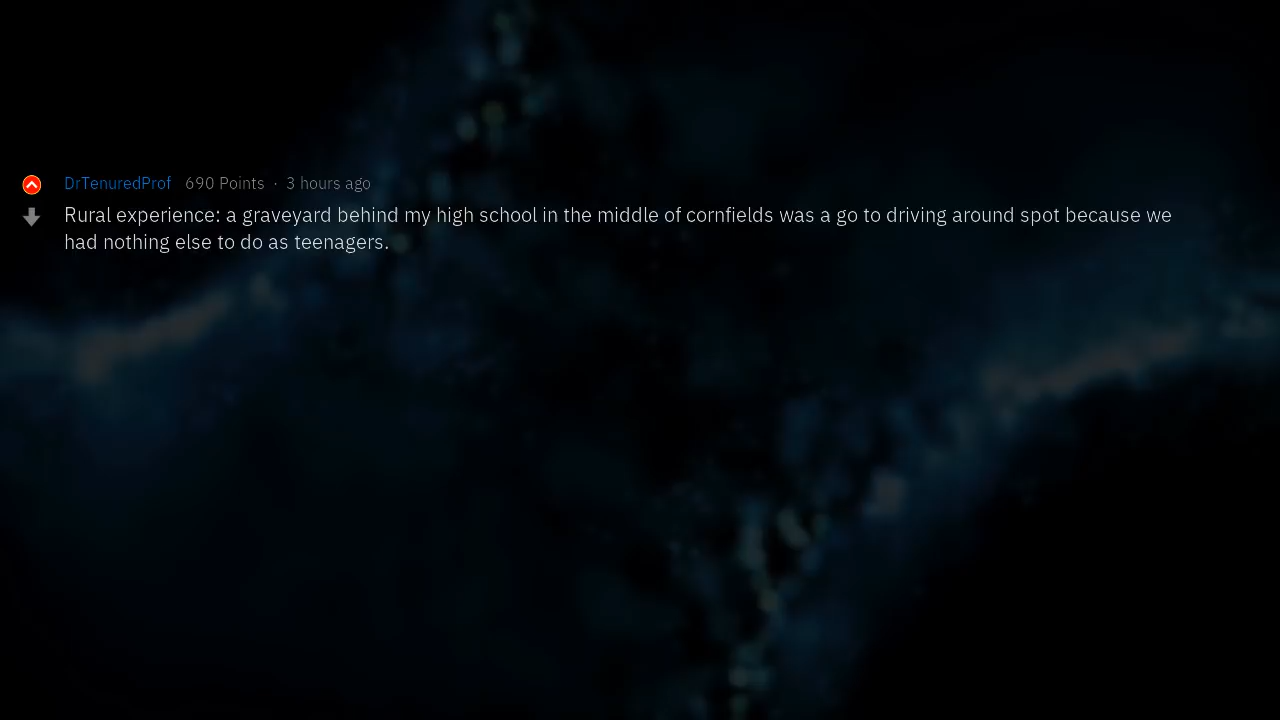 DrTenuredProf 690 Points · 3 hours ago
Rural experience: a graveyard behind my high school in the middle of cornfields was a go to driving around spot because we
had nothing else to do as teenagers.